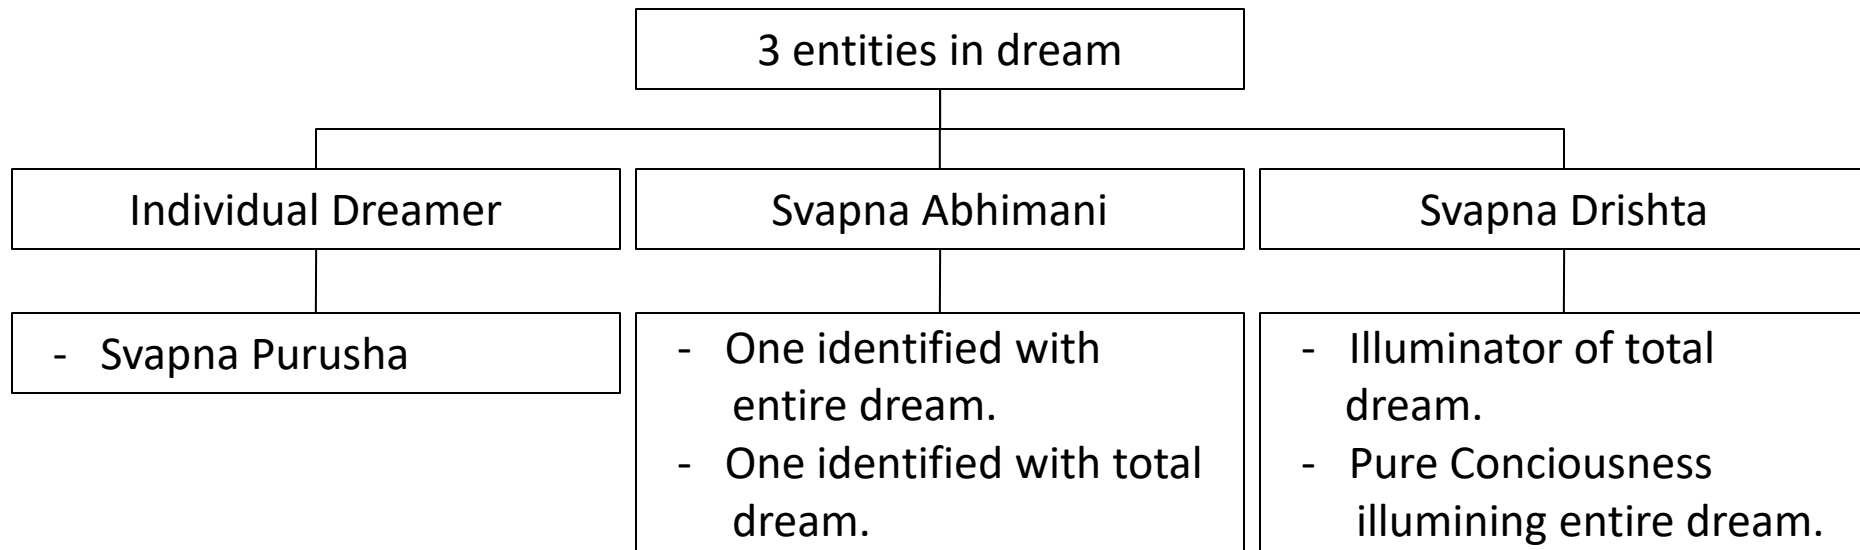 3 entities in dream
Individual Dreamer
Svapna Abhimani
Svapna Drishta
- Svapna Purusha
- One identified with
entire dream.
- One identified with total
dream.
- Illuminator of total
dream.
- Pure Conciousness
illumining entire dream.